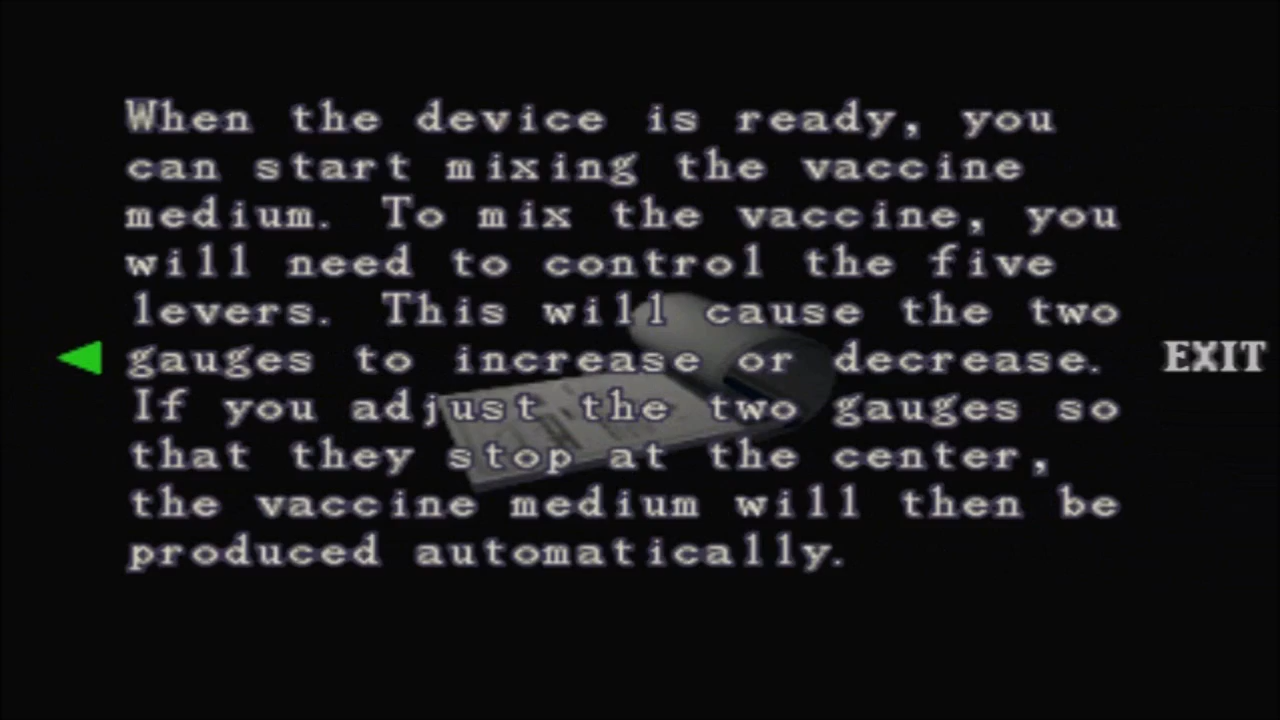 When the device is ready, you
can start mixing the vaccine
medium. To mix the vaccine, you
will need to control the five
levers. This will cause the two
gauges to increase or decrease.
EXIT
If you adjust the two gauges so
that they stop at the center,
the vaccine medium will then be
produced automatically.